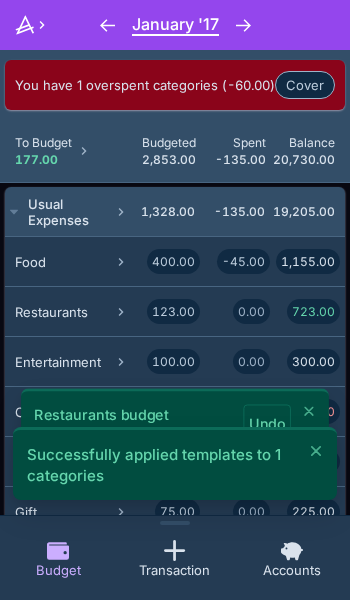 January '17
You have 1 overspent categories (-60.00) Cover
To Budget Budgeted Spent Balance
177.00 2,853.00 -135.00 20,730.00
Usual
Expenses 1,328.00 -135.00 19,205.00
Food 400.00 -45.00 1,155.00
Restaurants 123.00 0.00 723.00
Entertainment 100.00 0.00 300.00
Restaurants budget
Undo
Successfully applied templates to 1
categories
Gift 75.00 0.00 225.00
Budget Transaction Accounts